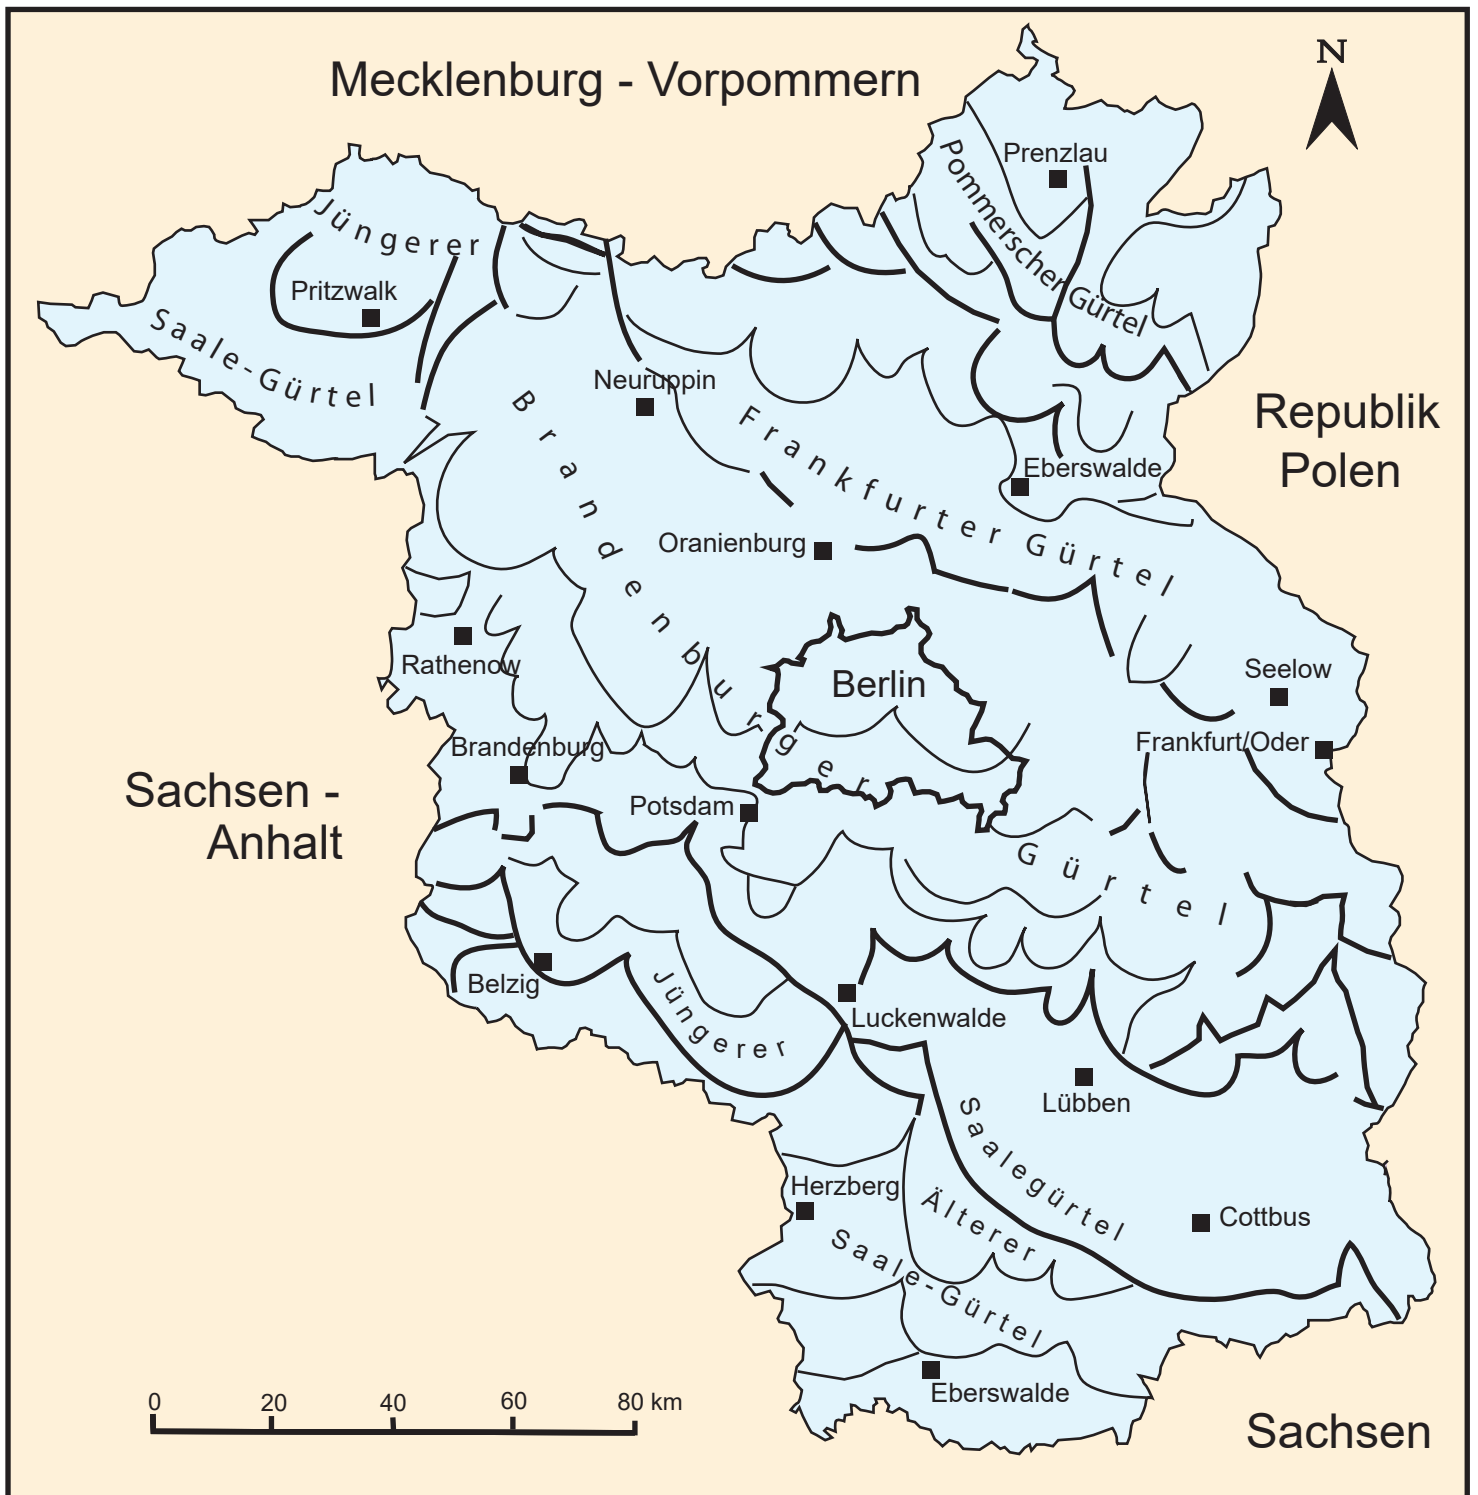 Mecklenburg - Vorpommern
N
Prenzlau
Pommerscher Gürtel
Jüngerer
Pritzwalk
Saale-Gürtel
Neuruppin
Brandenburger
Frankfurter Gürtel
Republik
Polen
Eberswalde
Oranienburg
Rathenow
Berlin
Seelow
Brandenburg
Frankfurt/Oder
Sachsen -
Anhalt
Potsdam
Gürtel
Belzig
Jüngerer
Luckenwalde
Lübben
Saalegürtel
Herzberg
Älterer
Cottbus
Saale-Gürtel
Eberswalde
0 20 40 60 80 km
Sachsen